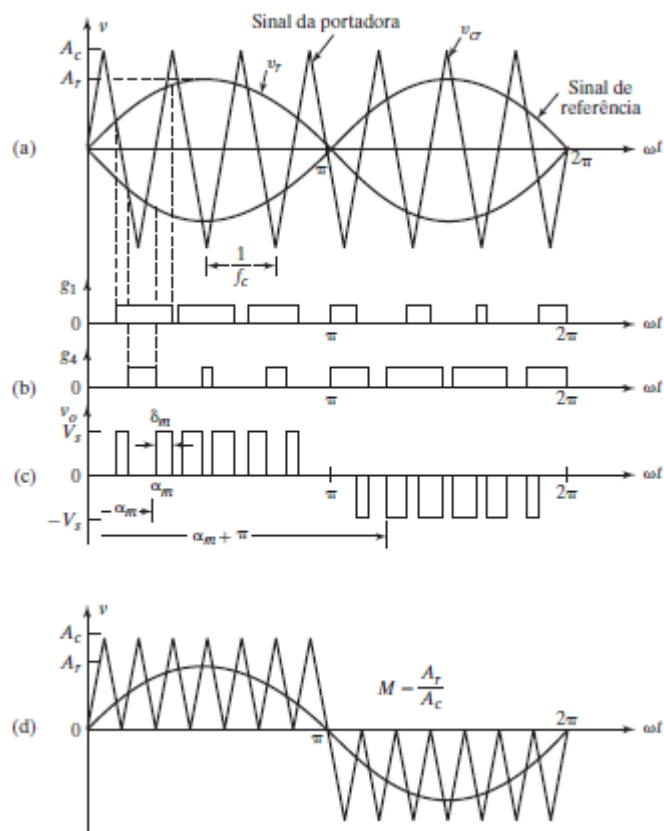 v
Sinal da portadora
A_c
A_r
v_r
v_cr
Sinal de
referência
(a)
π
2π
ωt
1
f_c
g_1
0
π
2π
ωt
g_4
0
π
2π
ωt
(b)
v_o
V_s
δ_m
(c)
0
π
2π
ωt
α_m
α_m
−V_s
α_m + π
v
A_c
A_r
M − A_r
A_c
(d)
0
π
2π
ωt